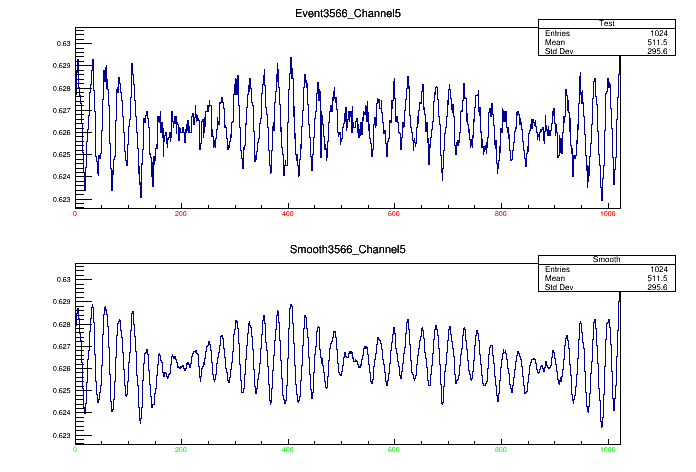 Event3566_Channel5
Test
Entries 1024
Mean 511.5
Std Dev 295.6
0.63
0.629
0.628
0.627
0.626
0.625
0.624
0.623
0 200 400 600 800 1000
Smooth3566_Channel5
Smooth
Entries 1024
Mean 511.5
Std Dev 295.6
0.63
0.629
0.628
0.627
0.626
0.625
0.624
0.623
0 200 400 600 800 1000